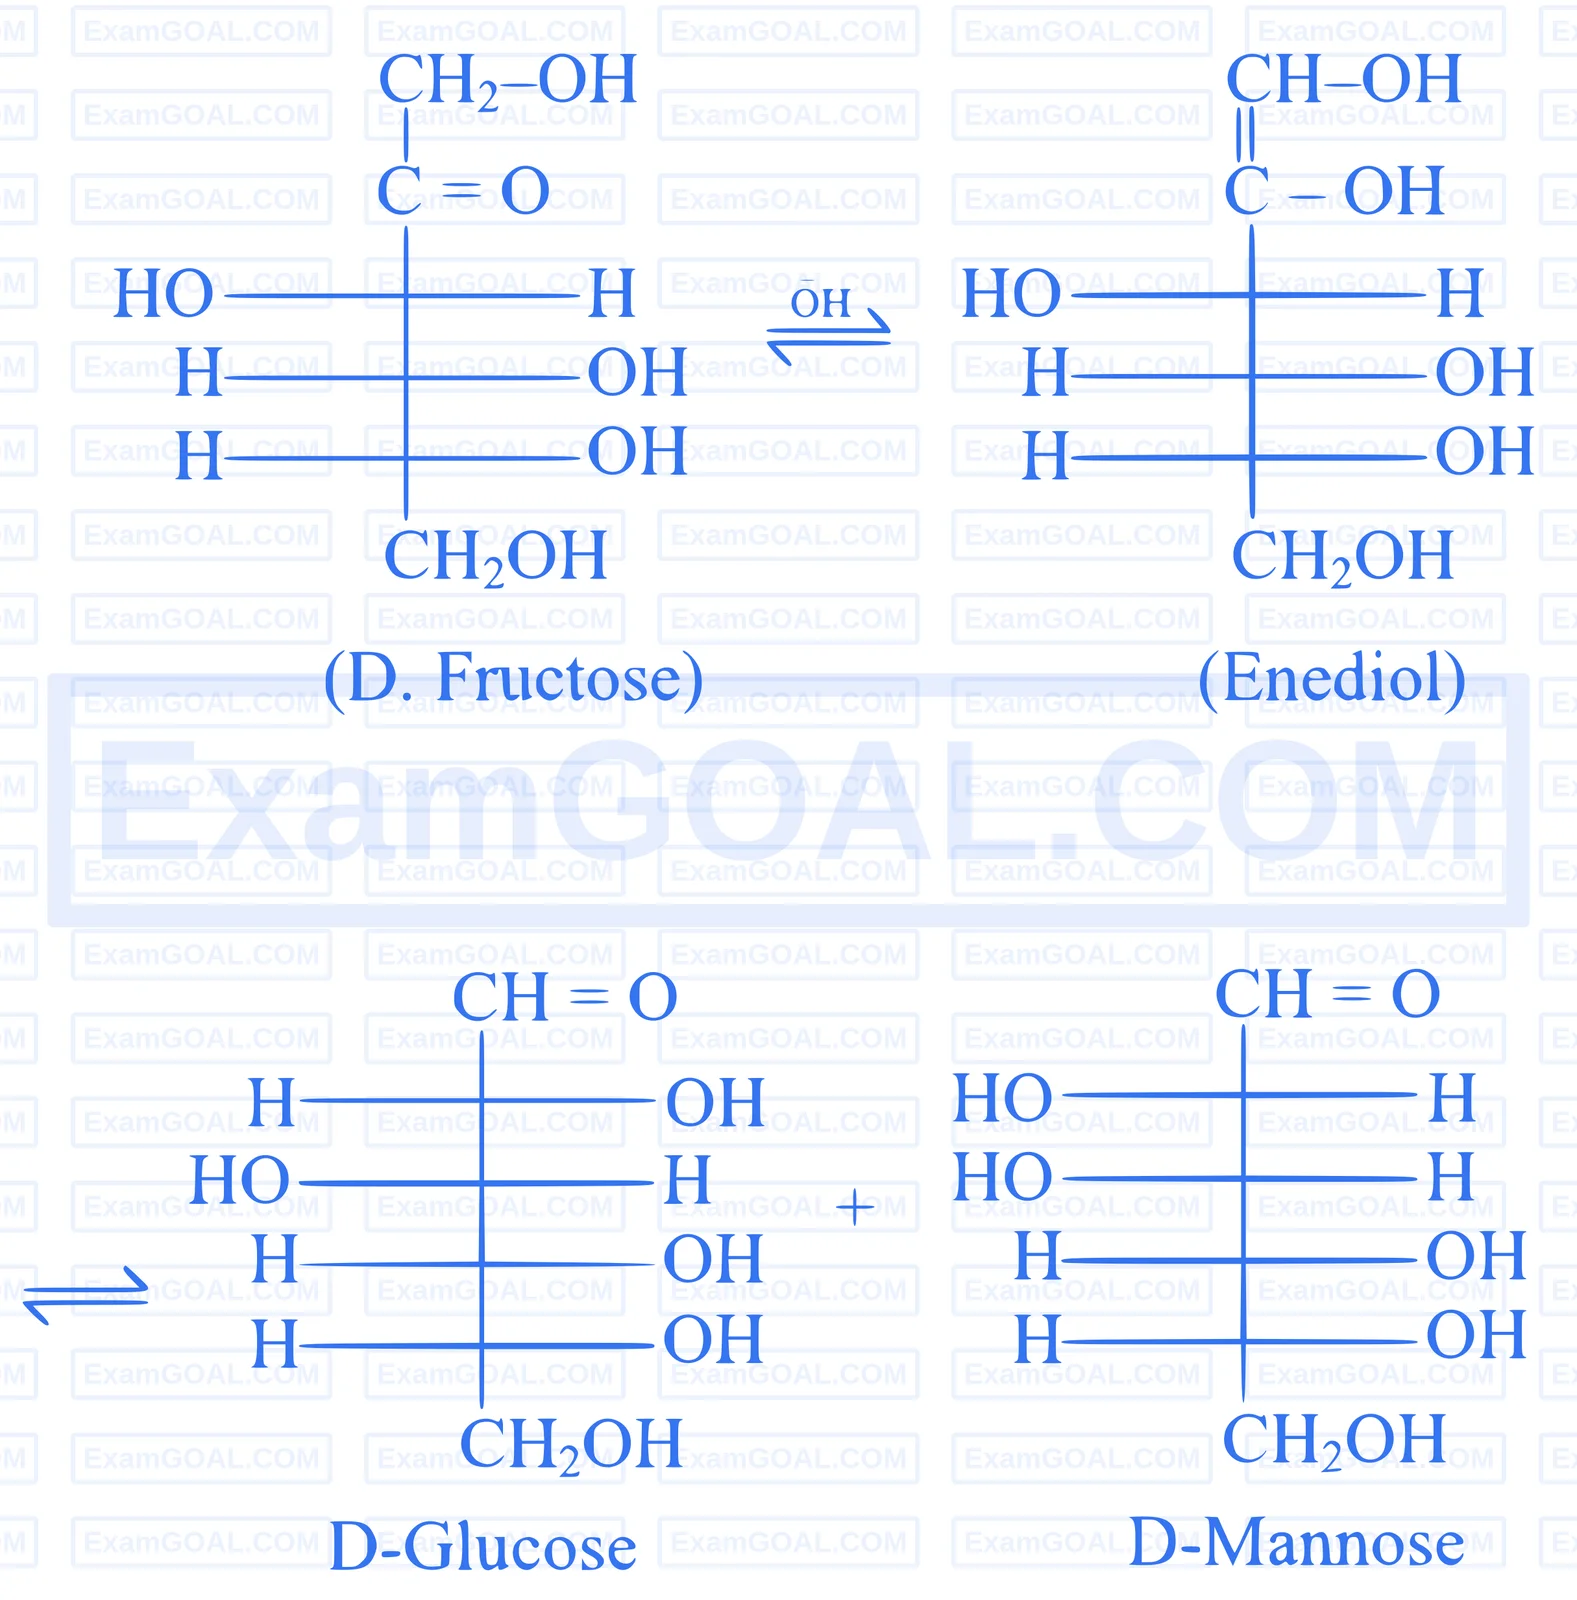 CH2–OH
C = O
HO H
H OH
H OH
CH2OH
(D. Fructose)
ŌH
CH–OH
C – OH
HO H
H OH
H OH
CH2OH
(Enediol)
ExamGOAL.COM
CH = O
H OH
HO H
H OH
H OH
CH2OH
D-Glucose
+
CH = O
HO H
HO H
H OH
H OH
CH2OH
D-Mannose